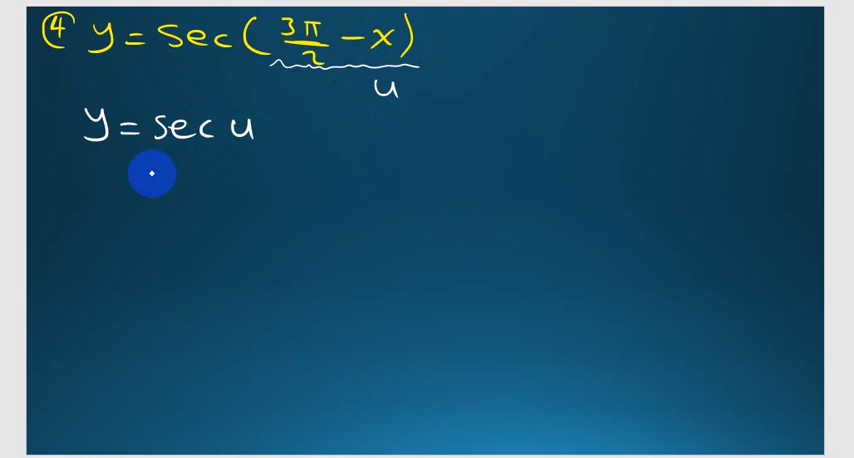 ④ y = sec(3π/2 - x)
u
y = sec u